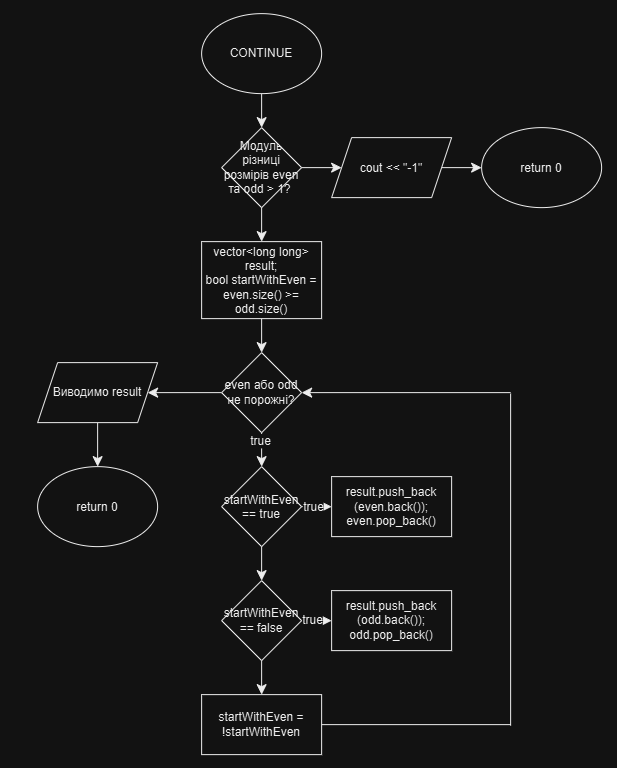 CONTINUE
Модуль
різниці
розмірів even
та odd > 1?
cout << "-1"
return 0
vector<long long>
result;
bool startWithEven =
even.size() >=
odd.size()
even або odd
не порожні?
Виводимо result
return 0
true
startWithEven
== true
true
result.push_back
(even.back());
even.pop_back()
startWithEven
== false
true
result.push_back
(odd.back());
odd.pop_back()
startWithEven =
!startWithEven